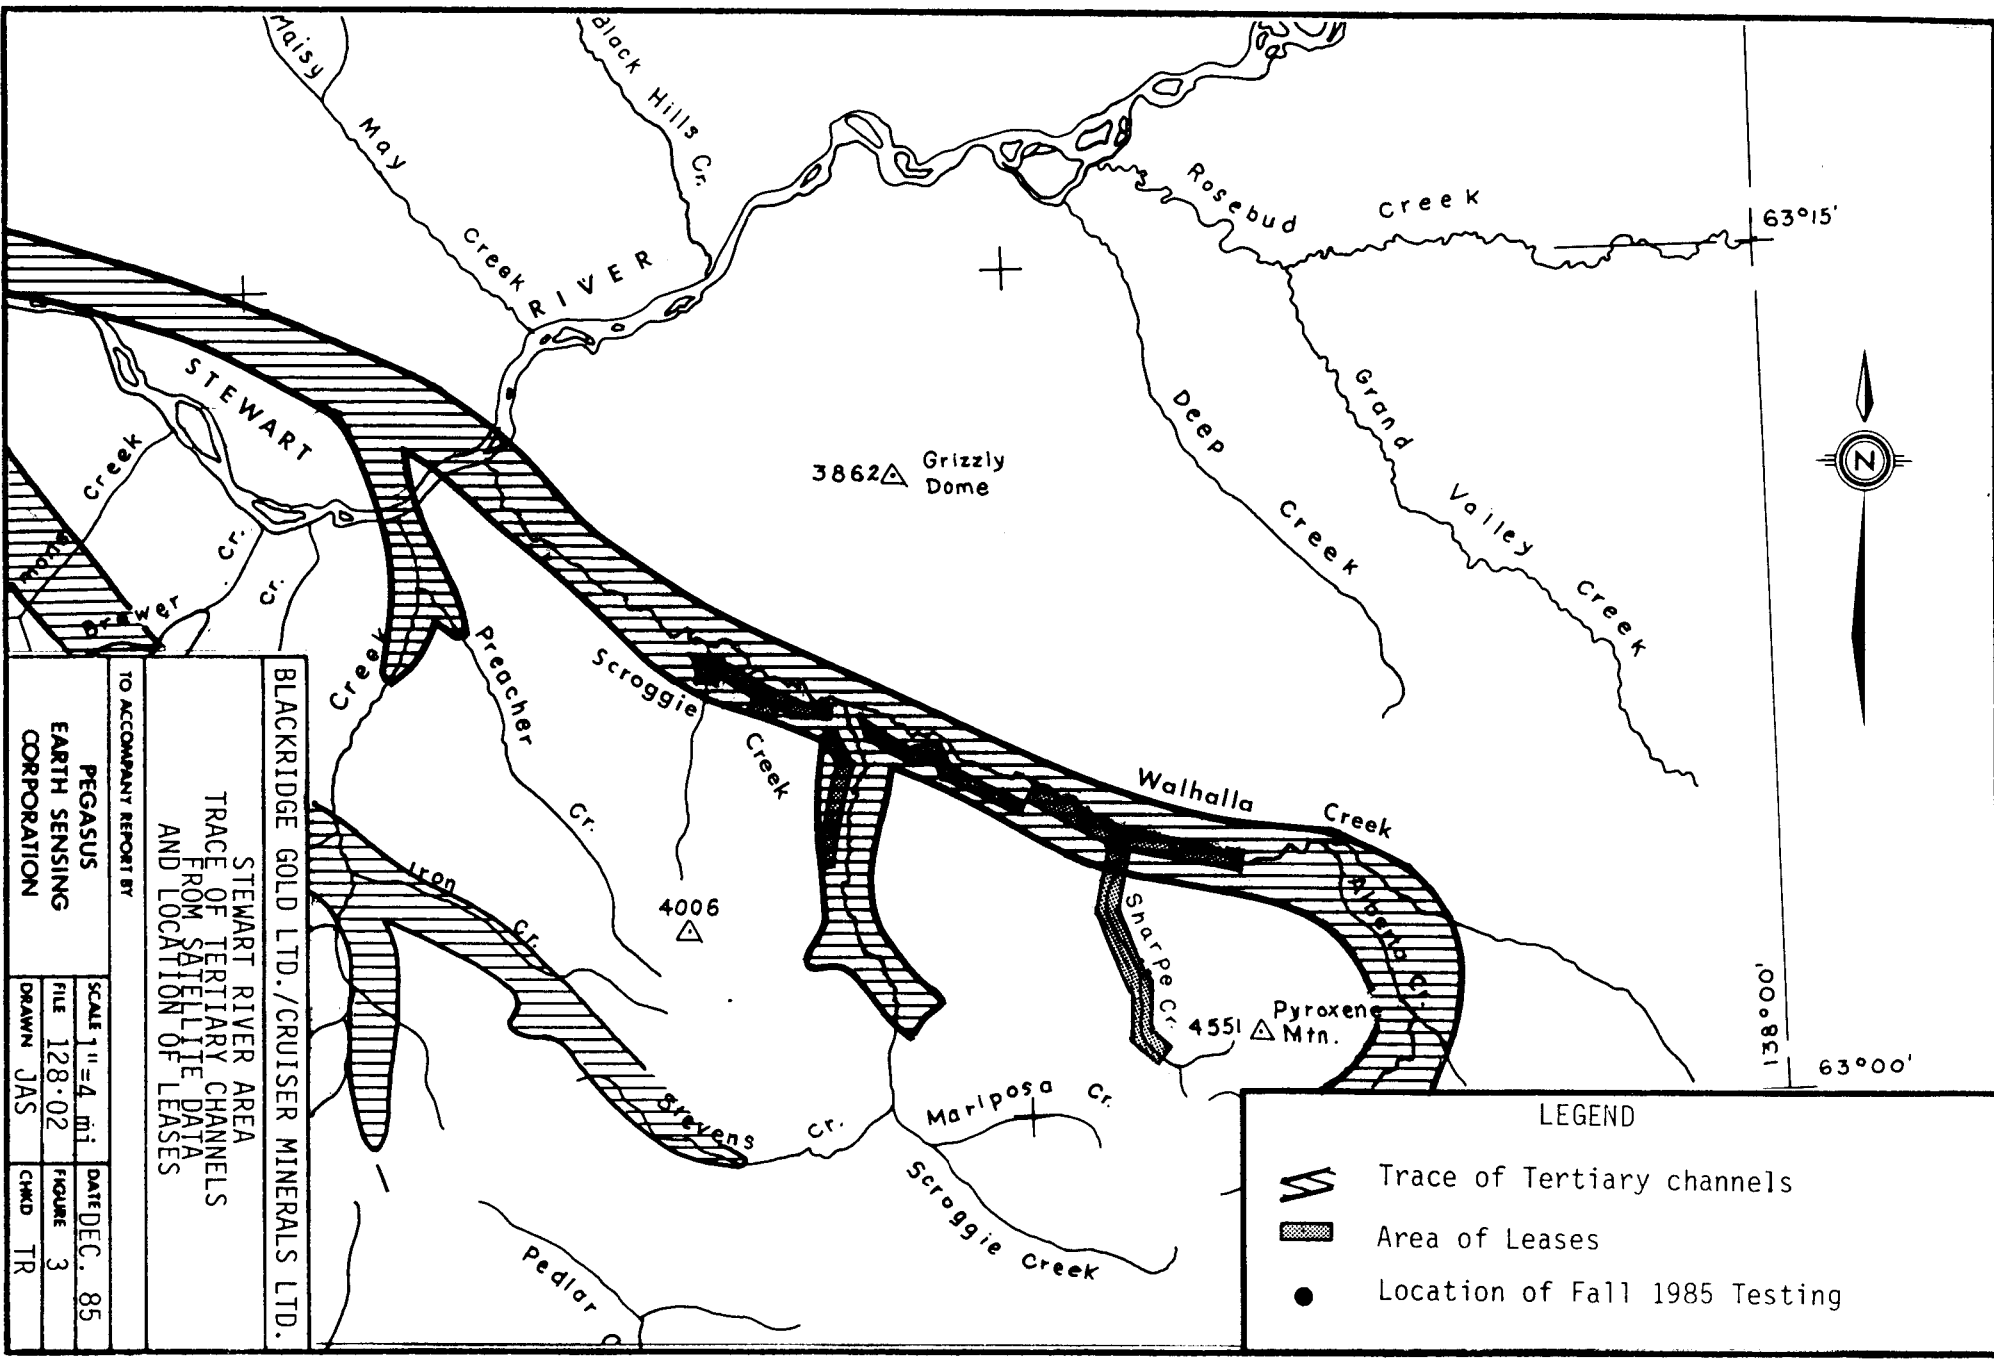 Maisy
May
Creek
Black Hills Cr.
RIVER
STEWART
Rosebud Creek
63°15'
Grand Valley Creek
Deep Creek
3862 Grizzly
Dome
Creek
Cr.
Cr.
Brewer
Creek
Preacher
Cr.
Scroggie
Creek
Walhalla Creek
Alberta Cr.
Sharpe Cr.
4551 Pyroxene
Mtn.
4006
Iron
Cr.
Stevens
Cr.
Mariposa Cr.
Scroggie Creek
Pedlar
138°00'
63°00'
N
LEGEND
Trace of Tertiary channels
Area of Leases
Location of Fall 1985 Testing
BLACKRIDGE GOLD LTD./CRUISER MINERALS LTD.
STEWART RIVER AREA
TRACE OF TERTIARY CHANNELS
FROM SATELLITE DATA
AND LOCATION OF LEASES
TO ACCOMPANY REPORT BY
PEGASUS
EARTH SENSING
CORPORATION
SCALE 1"=4 mi
DATE DEC. 85
FILE 128·02
FIGURE 3
DRAWN JAS
CHKD TR